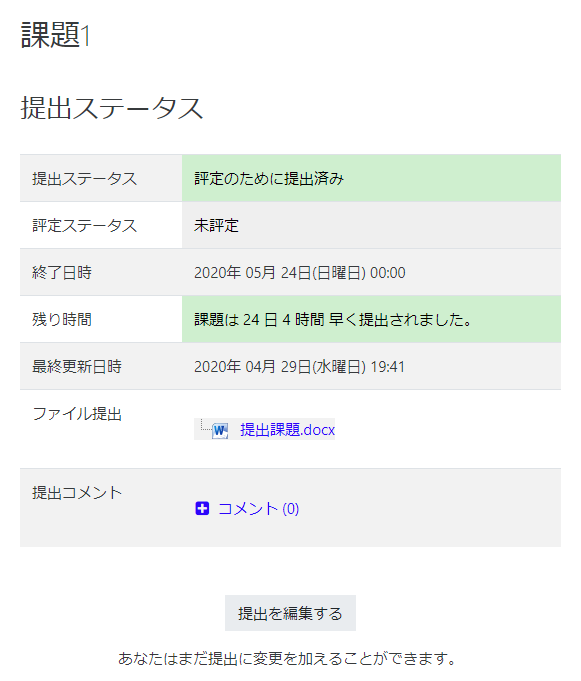 課題1
提出ステータス
提出ステータス 評定のために提出済み
評定ステータス 未評定
終了日時 2020年 05月 24日(日曜日) 00:00
残り時間 課題は 24 日 4 時間 早く提出されました。
最終更新日時 2020年 04月 29日(水曜日) 19:41
ファイル提出
提出課題.docx
提出コメント
コメント (0)
提出を編集する
あなたはまだ提出に変更を加えることができます。